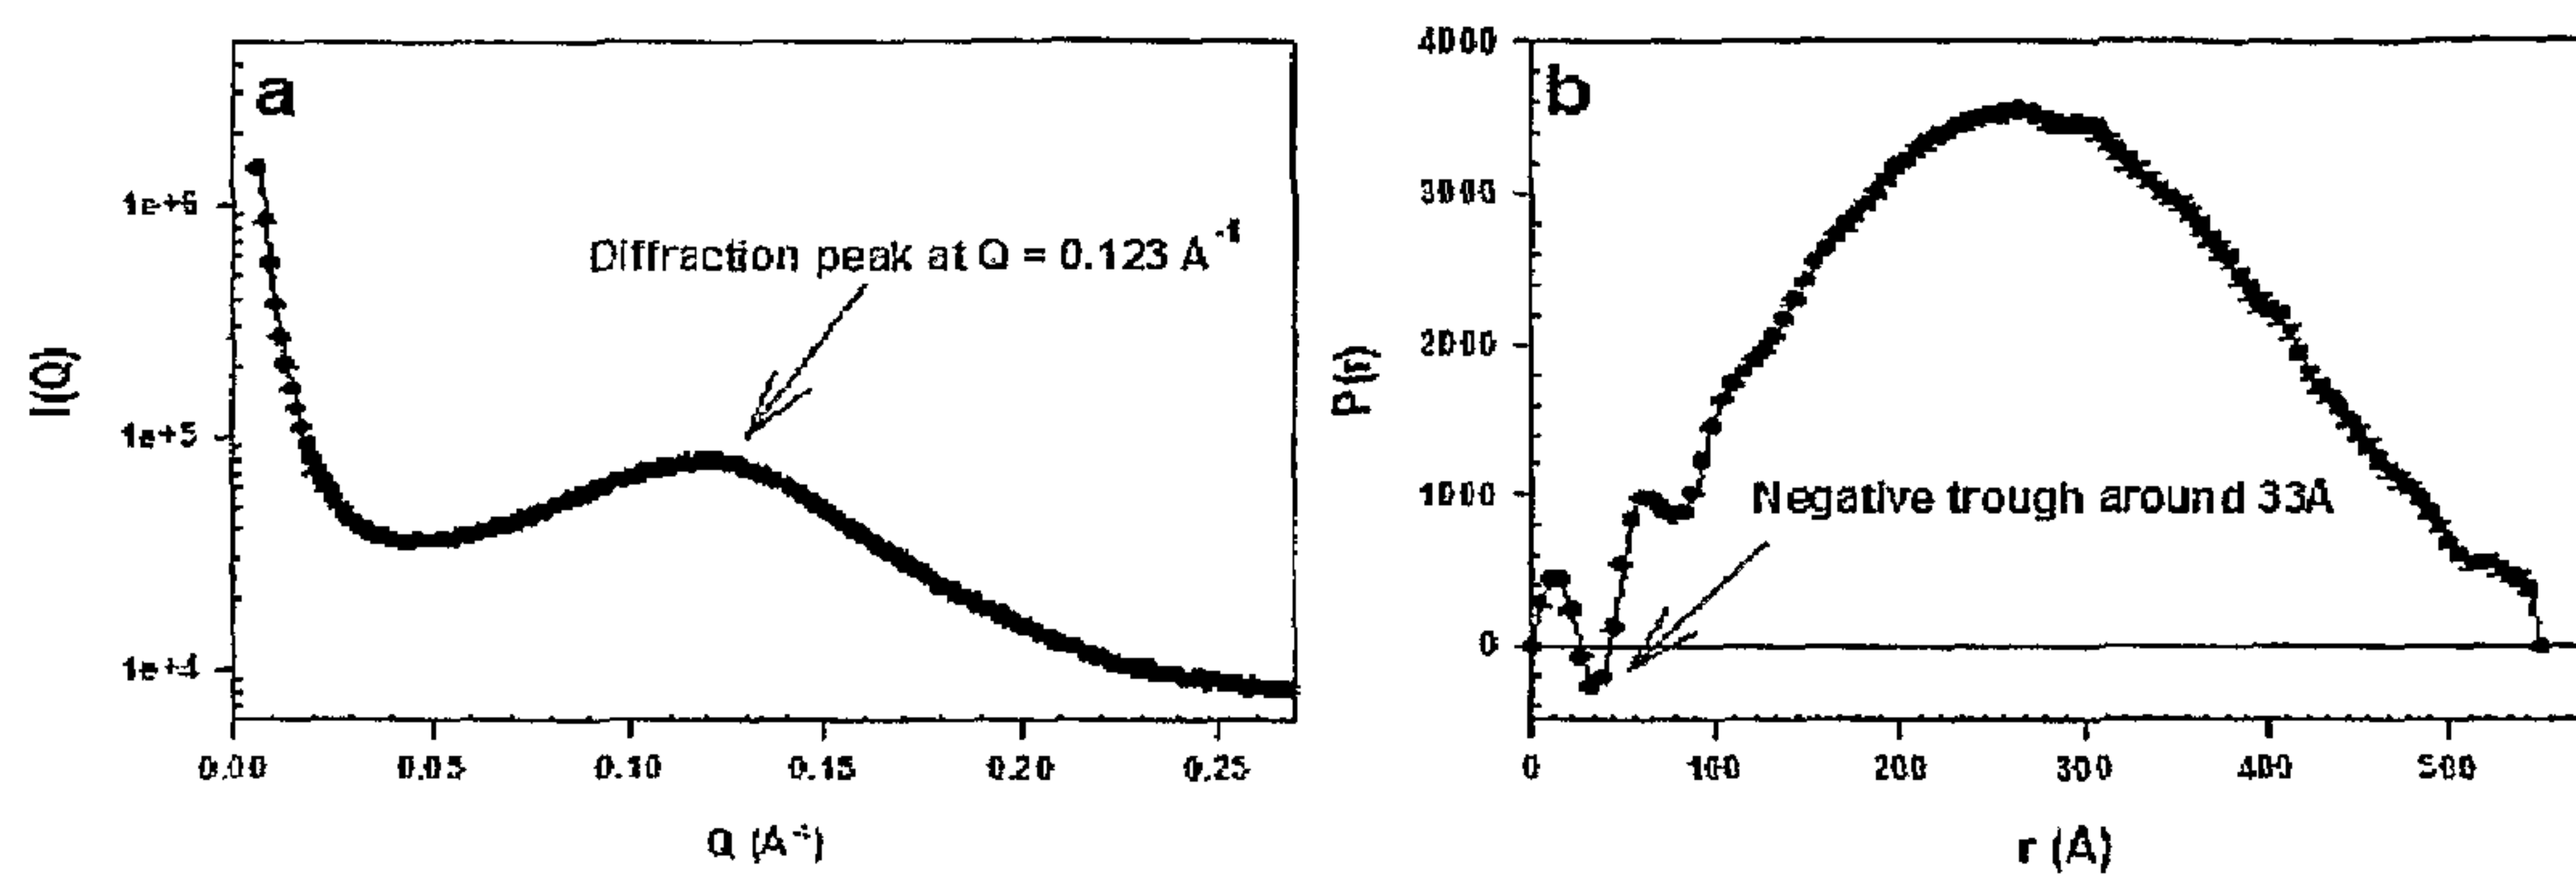 a
I(Q)
1e+6
1e+5
1e+4
Diffraction peak at Q = 0.123 A⁻¹
0.00 0.05 0.10 0.15 0.20 0.25
Q (A⁻¹)
b
P(r)
4000
3000
2000
1000
0
Negative trough around 33A
0 100 200 300 400 500
r (A)